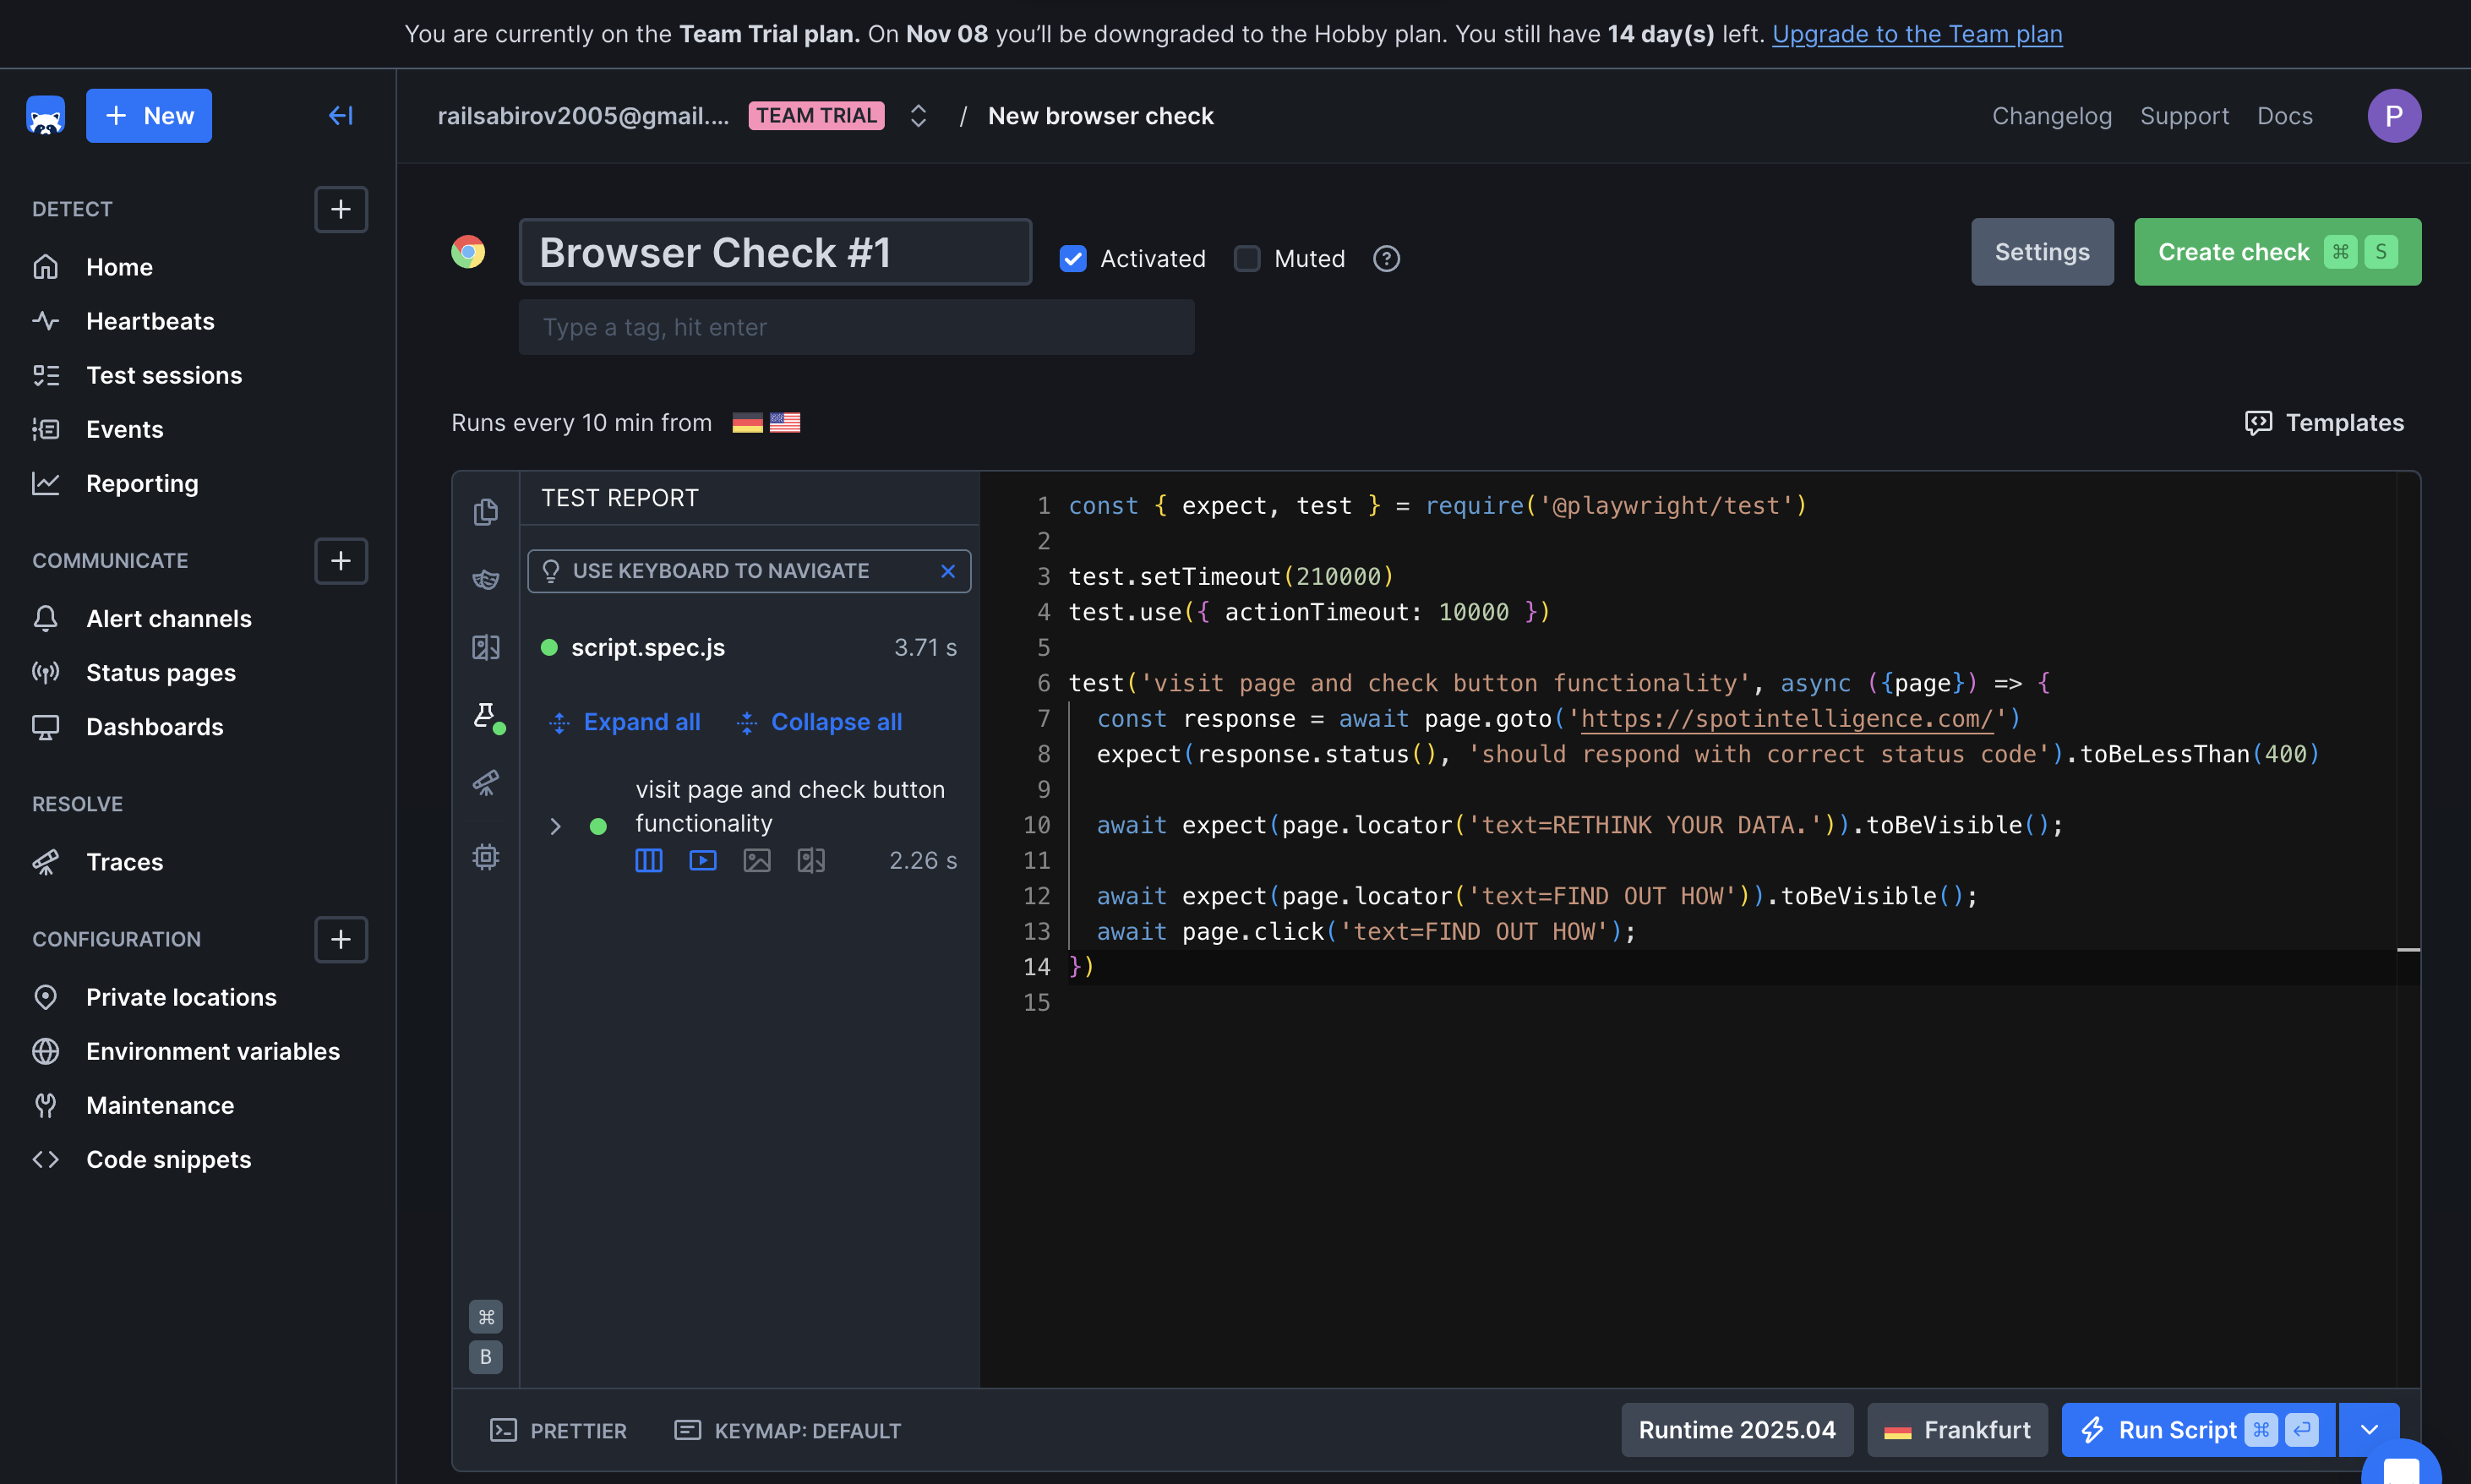 You are currently on the Team Trial plan. On Nov 08 you’ll be downgraded to the Hobby plan. You still have 14 day(s) left. Upgrade to the Team plan
+ New
railsabirov2005@gmail.... TEAM TRIAL / New browser check
Changelog Support Docs P
DETECT
Home
Heartbeats
Test sessions
Events
Reporting
COMMUNICATE
Alert channels
Status pages
Dashboards
RESOLVE
Traces
CONFIGURATION
Private locations
Environment variables
Maintenance
Code snippets
Browser Check #1
Activated Muted ?
Settings
Create check ⌘ S
Type a tag, hit enter
Runs every 10 min from
Templates
TEST REPORT
USE KEYBOARD TO NAVIGATE
script.spec.js 3.71 s
Expand all Collapse all
visit page and check button
functionality
2.26 s
⌘
B
1 const { expect, test } = require('@playwright/test')
2
3 test.setTimeout(210000)
4 test.use({ actionTimeout: 10000 })
5
6 test('visit page and check button functionality', async ({page}) => {
7 const response = await page.goto('https://spotintelligence.com/')
8 expect(response.status(), 'should respond with correct status code').toBeLessThan(400)
9
10 await expect(page.locator('text=RETHINK YOUR DATA.')).toBeVisible();
11
12 await expect(page.locator('text=FIND OUT HOW')).toBeVisible();
13 await page.click('text=FIND OUT HOW');
14 })
15
PRETTIER KEYMAP: DEFAULT
Runtime 2025.04 Frankfurt Run Script ⌘